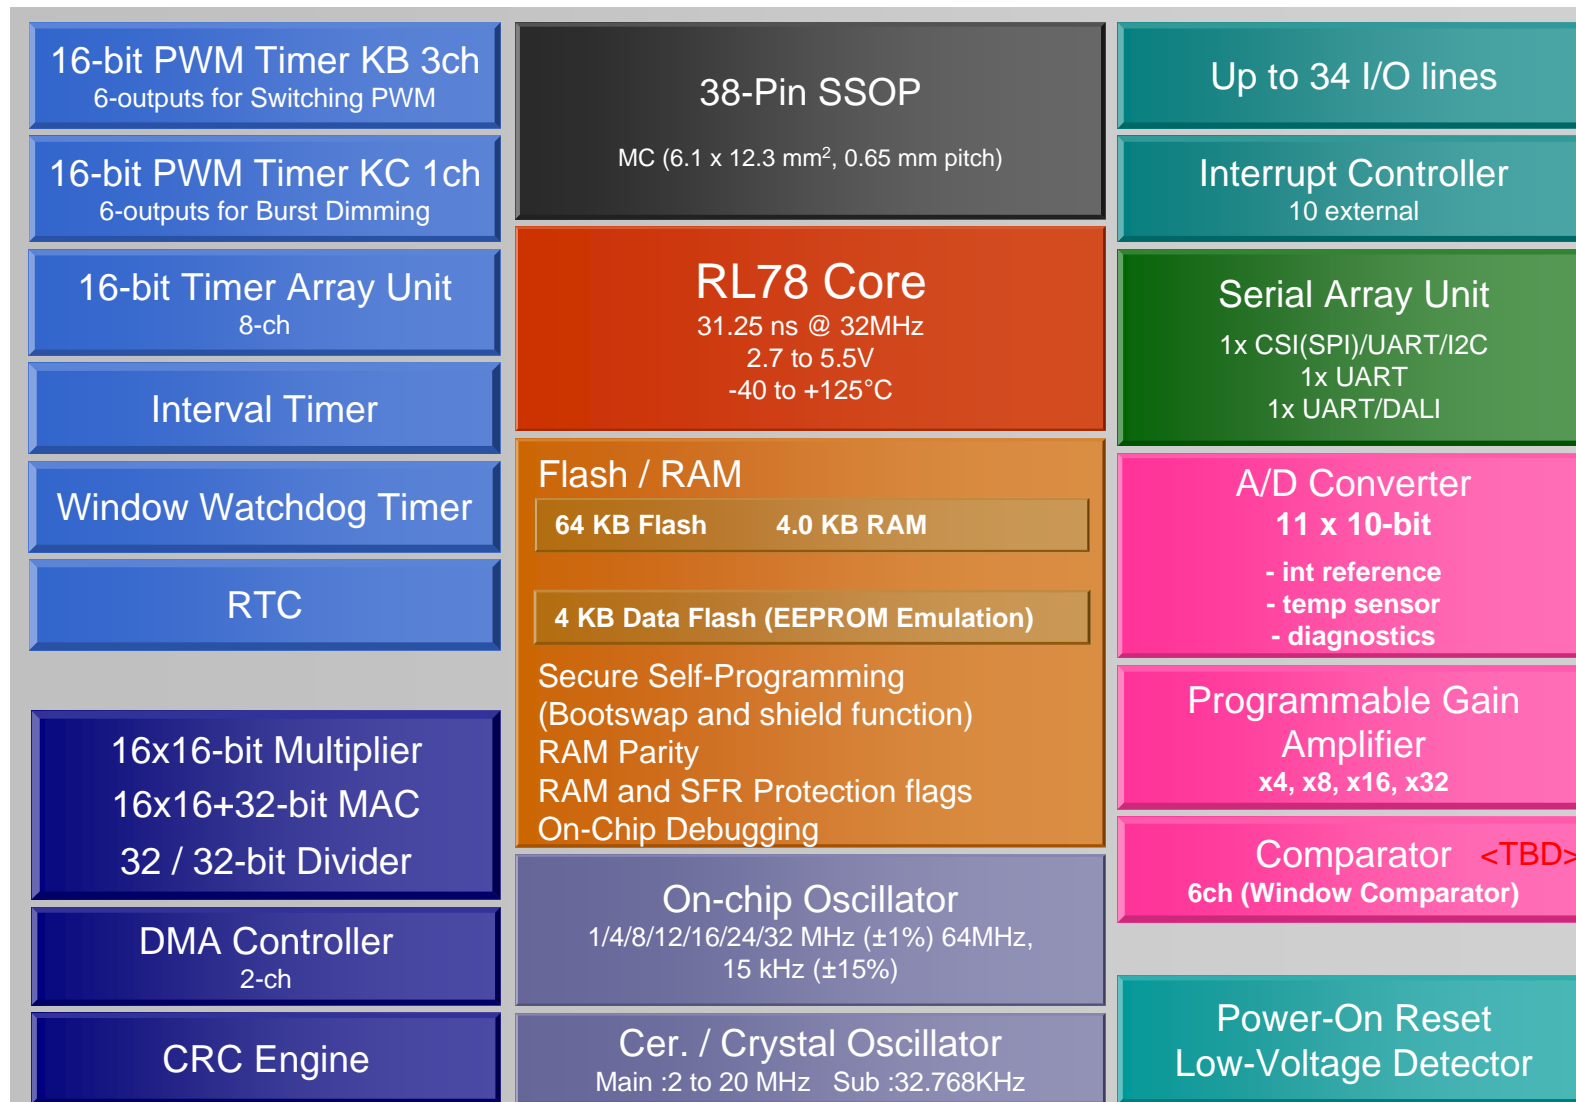 16-bit PWM Timer KB 3ch
6-outputs for Switching PWM
16-bit PWM Timer KC 1ch
6-outputs for Burst Dimming
16-bit Timer Array Unit
8-ch
Interval Timer
Window Watchdog Timer
RTC
16x16-bit Multiplier
16x16+32-bit MAC
32 / 32-bit Divider
DMA Controller
2-ch
CRC Engine
38-Pin SSOP
MC (6.1 x 12.3 mm², 0.65 mm pitch)
RL78 Core
31.25 ns @ 32MHz
2.7 to 5.5V
-40 to +125°C
Flash / RAM
64 KB Flash 4.0 KB RAM
4 KB Data Flash (EEPROM Emulation)
Secure Self-Programming
(Bootswap and shield function)
RAM Parity
RAM and SFR Protection flags
On-Chip Debugging
On-chip Oscillator
1/4/8/12/16/24/32 MHz (±1%) 64MHz,
15 kHz (±15%)
Cer. / Crystal Oscillator
Main :2 to 20 MHz Sub :32.768KHz
Up to 34 I/O lines
Interrupt Controller
10 external
Serial Array Unit
1x CSI(SPI)/UART/I2C
1x UART
1x UART/DALI
A/D Converter
11 x 10-bit
- int reference
- temp sensor
- diagnostics
Programmable Gain
Amplifier
x4, x8, x16, x32
Comparator <TBD>
6ch (Window Comparator)
Power-On Reset
Low-Voltage Detector